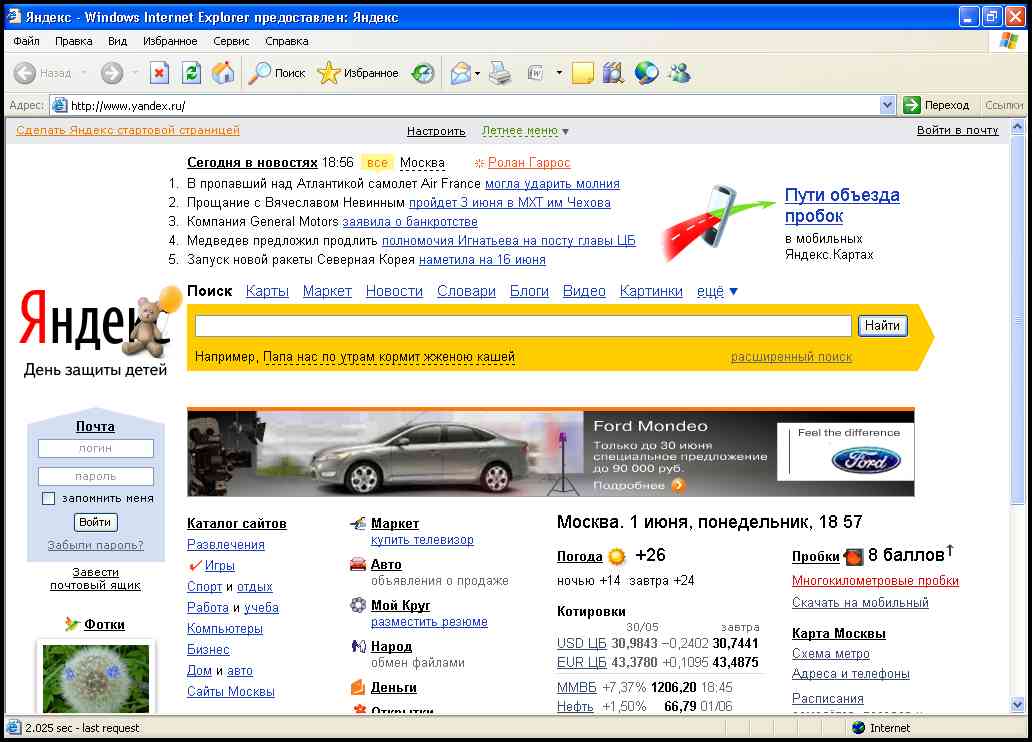 Яндекс - Windows Internet Explorer предоставлен: Яндекс
Файл Правка Вид Избранное Сервис Справка
Назад Поиск Избранное
Адрес: http://www.yandex.ru/ Переход Ссылки
Сделать Яндекс стартовой страницей Настроить Летнее меню ▼ Войти в почту
Сегодня в новостях 18:56 все Москва Ролан Гаррос
1. В пропавший над Атлантикой самолет Air France могла ударить молния
2. Прощание с Вячеславом Невинным пройдет 3 июня в МХТ им Чехова
3. Компания General Motors заявила о банкротстве
4. Медведев предложил продлить полномочия Игнатьева на посту главы ЦБ
5. Запуск новой ракеты Северная Корея наметила на 16 июня
Пути объезда
пробок
в мобильных
Яндекс.Картах
Яндекс
День защиты детей
Поиск Карты Маркет Новости Словари Блоги Видео Картинки ещё ▼
Найти
Например, Папа нас по утрам кормит жженою кашей расширенный поиск
Почта
логин
пароль
запомнить меня
Войти
Забыли пароль?
Завести
почтовый ящик
Фотки
Ford Mondeo
Только до 30 июня
специальное предложение
до 90 000 руб.
Подробнее
Feel the difference
Ford
Каталог сайтов
Развлечения
Игры
Спорт и отдых
Работа и учеба
Компьютеры
Бизнес
Дом и авто
Сайты Москвы
Маркет
купить телевизор
Авто
объявления о продаже
Мой Круг
разместить резюме
Народ
обмен файлами
Деньги
Открытки
Москва. 1 июня, понедельник, 18 57
Погода +26
ночью +14 завтра +24
Котировки
30/05 завтра
USD ЦБ 30,9843 −0,2402 30,7441
EUR ЦБ 43,3780 +0,1095 43,4875
ММВБ +7,37% 1206,20 18:45
Нефть +1,50% 66,79 01/06
Пробки 8 баллов↑
Многокилометровые пробки
Скачать на мобильный
Карта Москвы
Схема метро
Адреса и телефоны
Расписания
2.025 sec - last request Internet